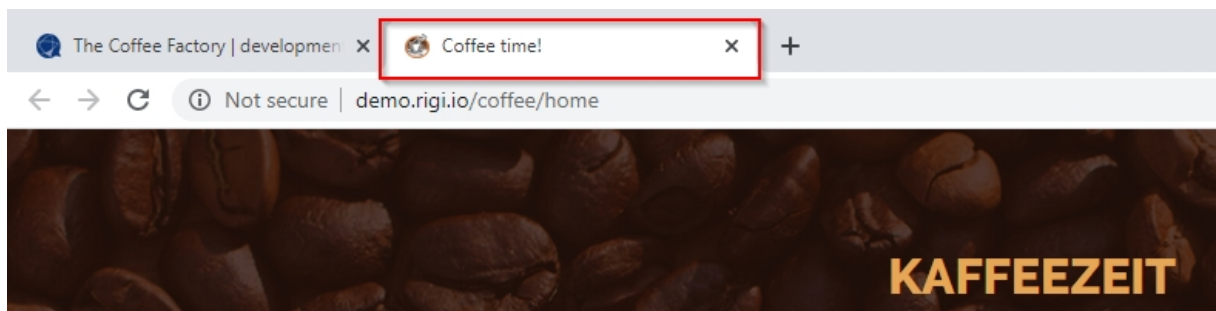 The Coffee Factory | developmen
Coffee time!
Not secure | demo.rigi.io/coffee/home
KAFFEEZEIT